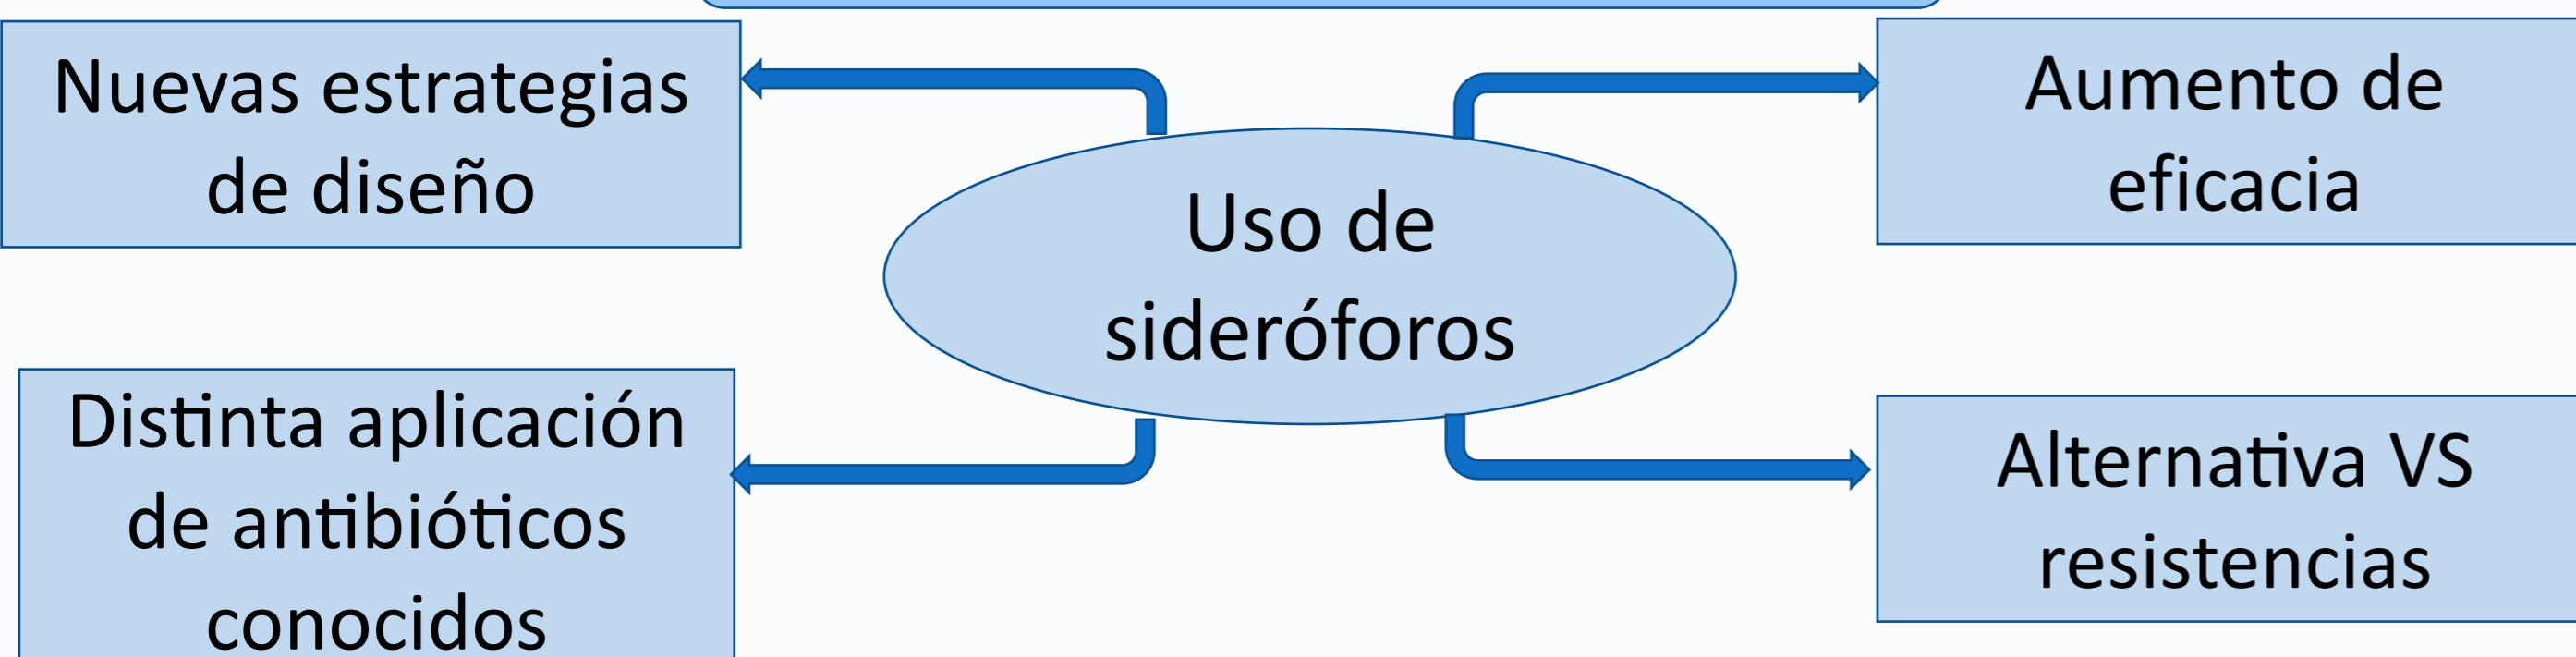 Nuevas estrategias
de diseño
Aumento de
eficacia
Uso de
sideróforos
Distinta aplicación
de antibióticos
conocidos
Alternativa VS
resistencias